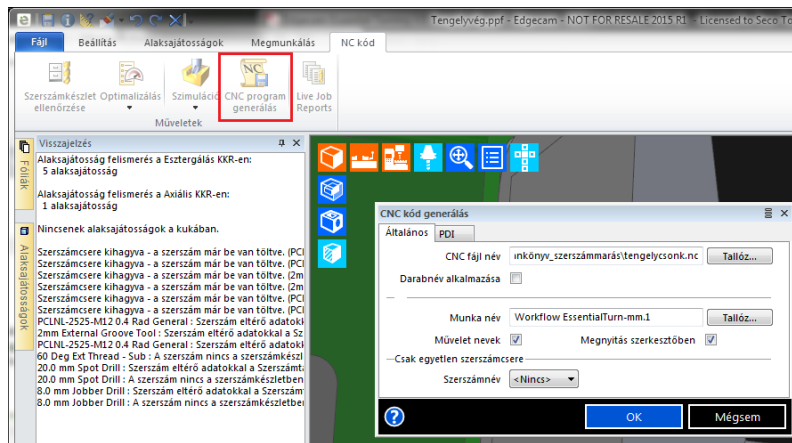 Tengelyvég.ppf - Edgecam - NOT FOR RESALE 2015 R1 - Licensed to Seco To
Fájl Beállítás Alaksajátosságok Megmunkálás NC kód
Szerszámkészlet ellenőrzése
Optimalizálás
Szimuláció
NC
CNC program generálás
Live Job Reports
Műveletek
Fóliák
Alaksajátosságok
Visszajelzés
Alaksajátosság felismerés a Esztergálás KKR-en:
5 alaksajátosság
Alaksajátosság felismerés a Axiális KKR-en:
1 alaksajátosság
Nincsenek alaksajátosságok a kukában.
Szerszámcsere kihagyva - a szerszám már be van töltve. (PCl
Szerszámcsere kihagyva - a szerszám már be van töltve. (PCl
Szerszámcsere kihagyva - a szerszám már be van töltve. (2m
Szerszámcsere kihagyva - a szerszám már be van töltve. (2m
Szerszámcsere kihagyva - a szerszám már be van töltve. (PCl
Szerszámcsere kihagyva - a szerszám már be van töltve. (PCl
PCLNL-2525-M12 0.4 Rad General : Szerszám eltérő adatokk
2mm External Groove Tool : Szerszám eltérő adatokkal a Sz
PCLNL-2525-M12 0.4 Rad General : Szerszám eltérő adatokk
60 Deg Ext Thread - Sub : A szerszám nincs a szerszámkészl
20.0 mm Spot Drill : Szerszám eltérő adatokkal a Szerszámt
20.0 mm Spot Drill : A szerszám nincs a szerszámkészletben
8.0 mm Jobber Drill : Szerszám eltérő adatokkal a Szerszám
8.0 mm Jobber Drill : A szerszám nincs a szerszámkészletbe
CNC kód generálás
Általános PDI
CNC fájl név ınkönyv_szerszámmarás\tengelycsonk.nc Tallóz...
Darabnév alkalmazása
Munka név Workflow EssentialTurn-mm.1 Tallóz...
Művelet nevek Megnyitás szerkesztőben
Csak egyetlen szerszámcsere
Szerszámnév <Nincs>
OK Mégsem